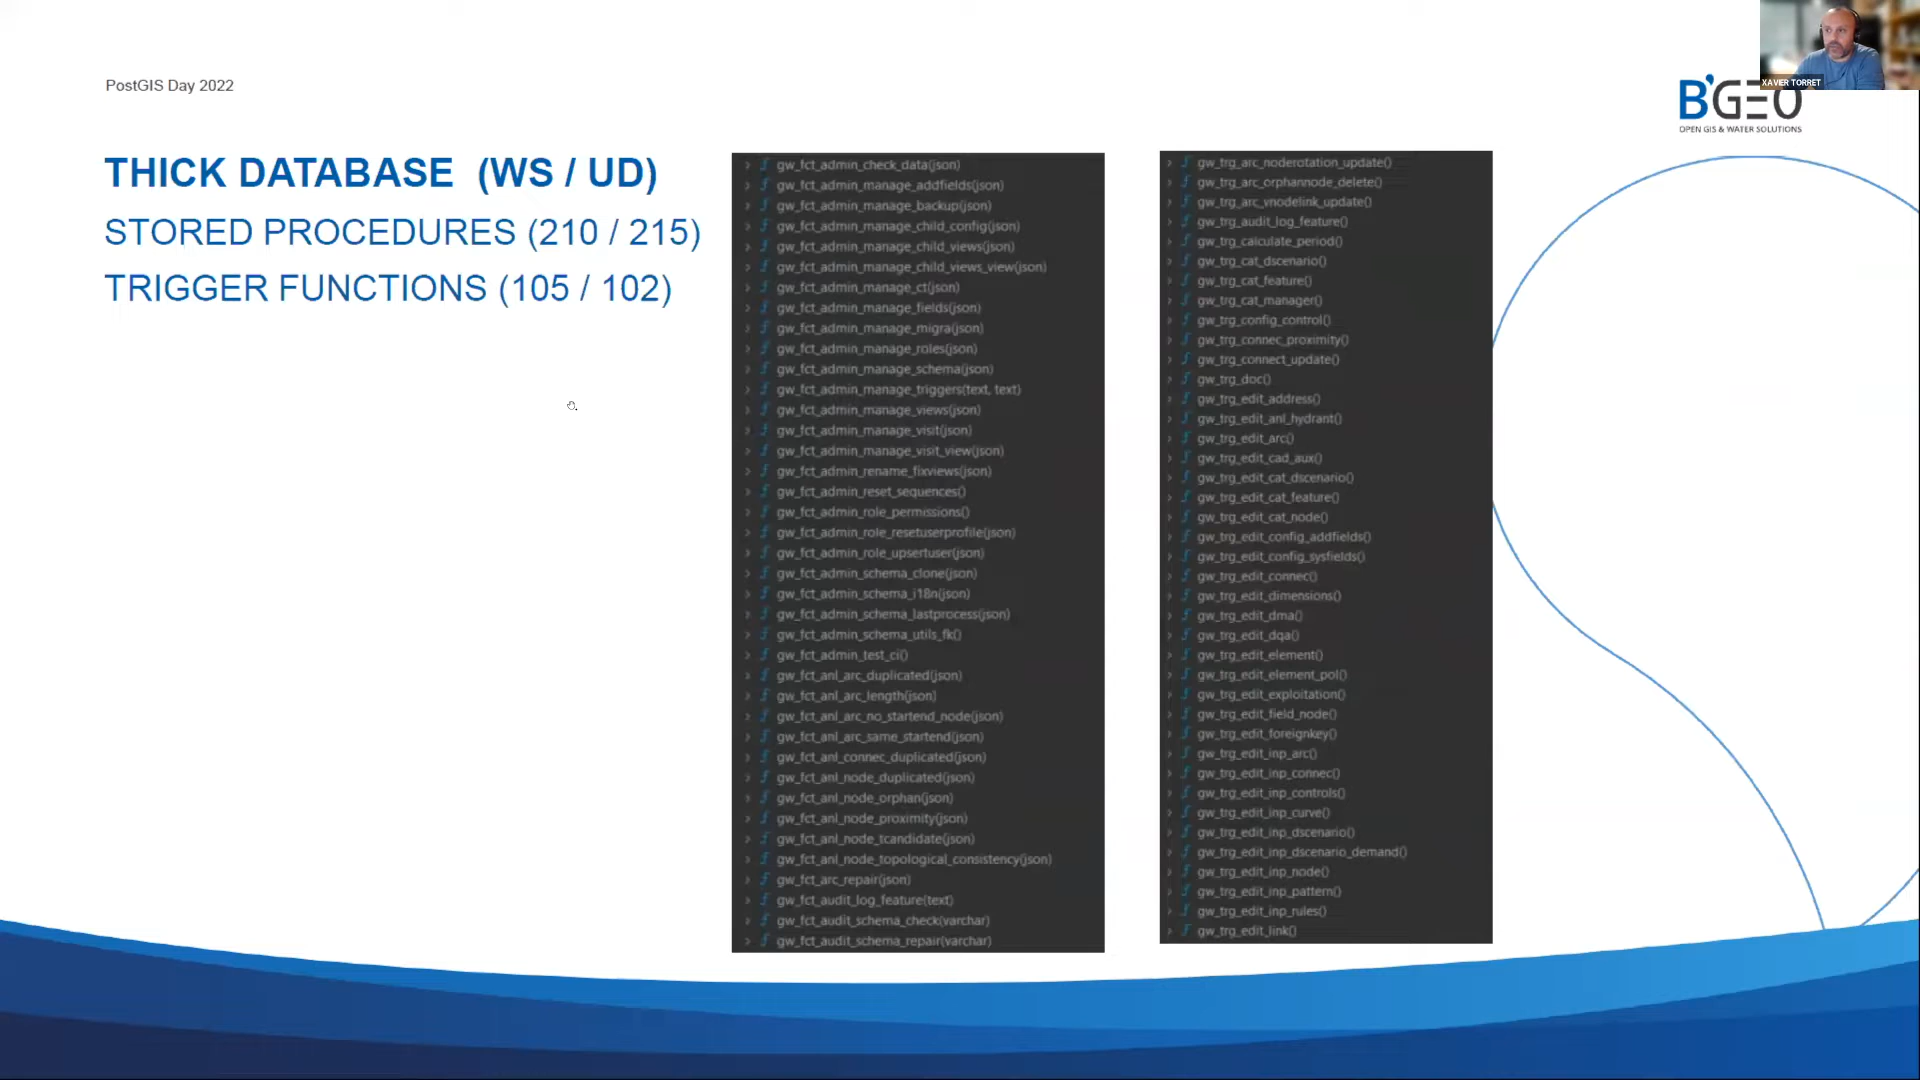 PostGIS Day 2022
XAVIER TORRET
B'GEO
OPEN GIS & WATER SOLUTIONS
THICK DATABASE (WS / UD)
STORED PROCEDURES (210 / 215)
TRIGGER FUNCTIONS (105 / 102)
gw_fct_admin_check_data(json)
gw_fct_admin_manage_addfields(json)
gw_fct_admin_manage_backup(json)
gw_fct_admin_manage_child_config(json)
gw_fct_admin_manage_child_views(json)
gw_fct_admin_manage_child_views_view(json)
gw_fct_admin_manage_ct(json)
gw_fct_admin_manage_fields(json)
gw_fct_admin_manage_migra(json)
gw_fct_admin_manage_roles(json)
gw_fct_admin_manage_schema(json)
gw_fct_admin_manage_triggers(text, text)
gw_fct_admin_manage_views(json)
gw_fct_admin_manage_visit(json)
gw_fct_admin_manage_visit_view(json)
gw_fct_admin_rename_fixviews(json)
gw_fct_admin_reset_sequences()
gw_fct_admin_role_permissions()
gw_fct_admin_role_resetuserprofile(json)
gw_fct_admin_role_upsertuser(json)
gw_fct_admin_schema_clone(json)
gw_fct_admin_schema_i18n(json)
gw_fct_admin_schema_lastprocess(json)
gw_fct_admin_schema_utils_fk()
gw_fct_admin_test_ci()
gw_fct_anl_arc_duplicated(json)
gw_fct_anl_arc_length(json)
gw_fct_anl_arc_no_startend_node(json)
gw_fct_anl_arc_same_startend(json)
gw_fct_anl_connec_duplicated(json)
gw_fct_anl_node_duplicated(json)
gw_fct_anl_node_orphan(json)
gw_fct_anl_node_proximity(json)
gw_fct_anl_node_tcandidate(json)
gw_fct_anl_node_topological_consistency(json)
gw_fct_arc_repair(json)
gw_fct_audit_log_feature(text)
gw_fct_audit_schema_check(varchar)
gw_fct_audit_schema_repair(varchar)
gw_trg_arc_noderotation_update()
gw_trg_arc_orphannode_delete()
gw_trg_arc_vnodelink_update()
gw_trg_audit_log_feature()
gw_trg_calculate_period()
gw_trg_cat_dscenario()
gw_trg_cat_feature()
gw_trg_cat_manager()
gw_trg_config_control()
gw_trg_connec_proximity()
gw_trg_connect_update()
gw_trg_doc()
gw_trg_edit_address()
gw_trg_edit_anl_hydrant()
gw_trg_edit_arc()
gw_trg_edit_cad_aux()
gw_trg_edit_cat_dscenario()
gw_trg_edit_cat_feature()
gw_trg_edit_cat_node()
gw_trg_edit_config_addfields()
gw_trg_edit_config_sysfields()
gw_trg_edit_connec()
gw_trg_edit_dimensions()
gw_trg_edit_dma()
gw_trg_edit_dqa()
gw_trg_edit_element()
gw_trg_edit_element_pol()
gw_trg_edit_exploitation()
gw_trg_edit_field_node()
gw_trg_edit_foreignkey()
gw_trg_edit_inp_arc()
gw_trg_edit_inp_connec()
gw_trg_edit_inp_controls()
gw_trg_edit_inp_curve()
gw_trg_edit_inp_dscenario()
gw_trg_edit_inp_dscenario_demand()
gw_trg_edit_inp_node()
gw_trg_edit_inp_pattern()
gw_trg_edit_inp_rules()
gw_trg_edit_link()